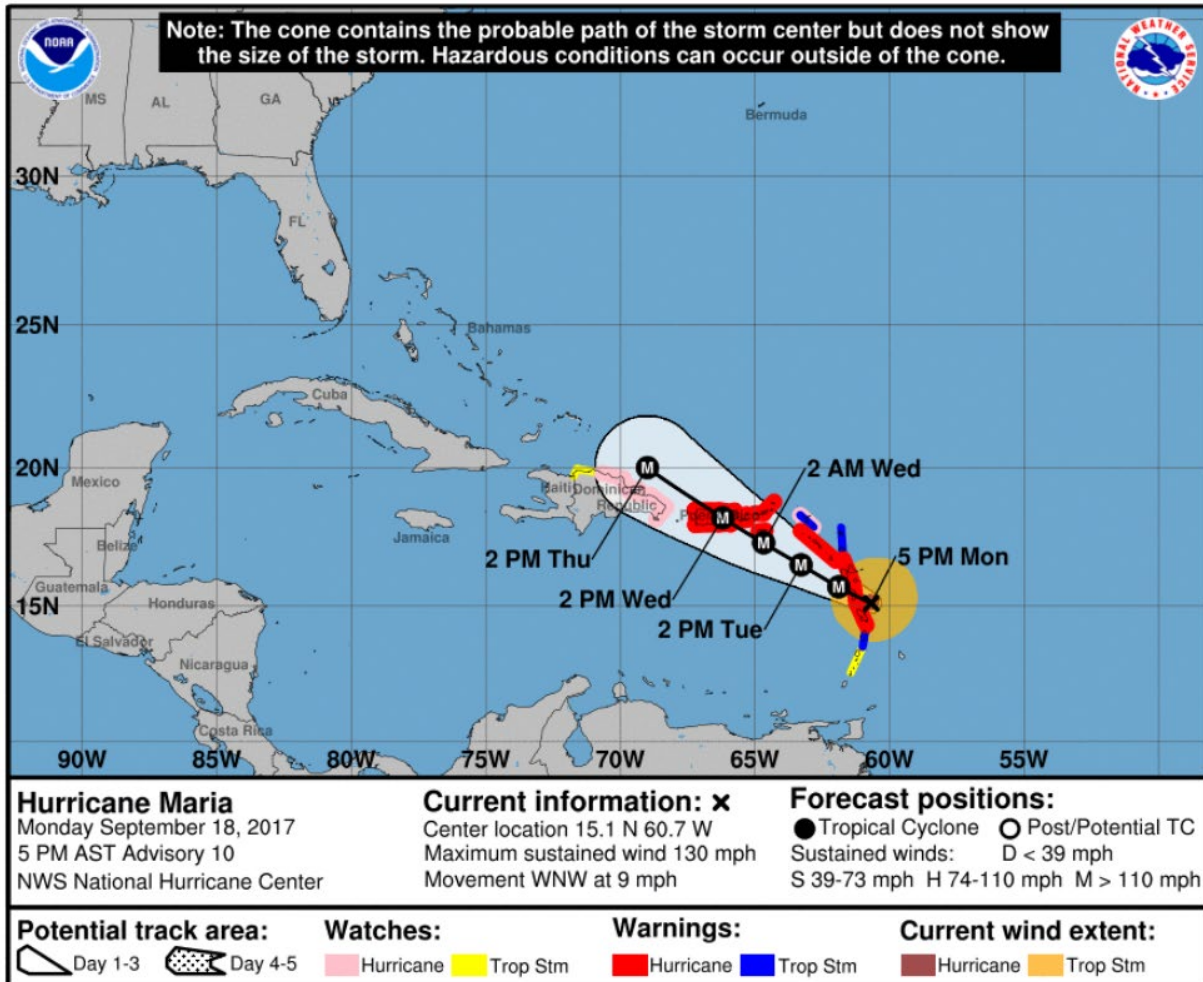 Note: The cone contains the probable path of the storm center but does not show
the size of the storm. Hazardous conditions can occur outside of the cone.
NOAA
NATIONAL WEATHER SERVICE
MS
AL
GA
Bermuda
30N
FL
25N
Bahamas
Cuba
20N
M
2 AM Wed
Mexico
Haiti
Dominican
Republic
Puerto Rico
M
Jamaica
Belize
2 PM Thu
M
5 PM Mon
M
Guatemala
Honduras
2 PM Wed
M
15N
2 PM Tue
El Salvador
Nicaragua
Costa Rica
90W
85W
80W
75W
70W
65W
60W
55W
Hurricane Maria
Monday September 18, 2017
5 PM AST Advisory 10
NWS National Hurricane Center
Current information: x
Center location 15.1 N 60.7 W
Maximum sustained wind 130 mph
Movement WNW at 9 mph
Forecast positions:
Tropical Cyclone Post/Potential TC
Sustained winds: D < 39 mph
S 39-73 mph H 74-110 mph M > 110 mph
Potential track area:
Day 1-3 Day 4-5
Watches:
Hurricane Trop Stm
Warnings:
Hurricane Trop Stm
Current wind extent:
Hurricane Trop Stm